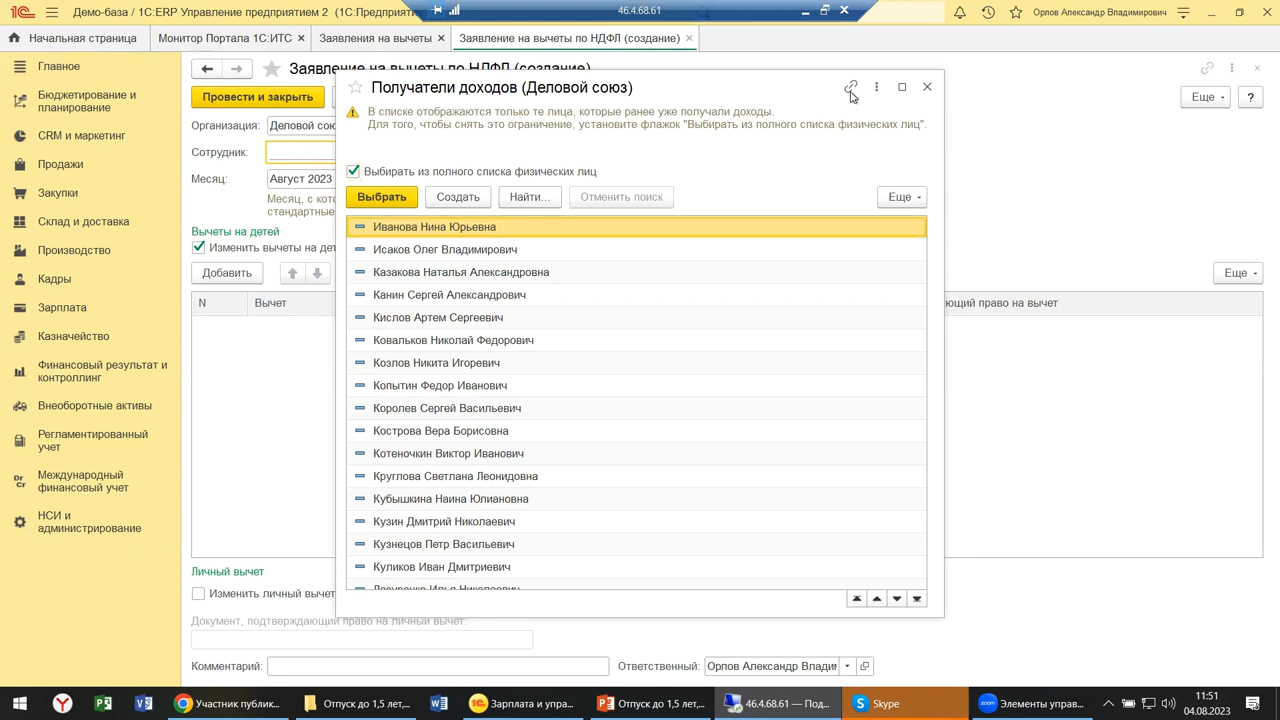 Демо-база / 1С:ERP Управление предприятием 2 (1С:Предприятие
46.4.68.61
Орлов Александр Владимирович
Начальная страница
Монитор Портала 1С:ИТС ×
Заявления на вычеты ×
Заявление на вычеты по НДФЛ (создание) ×
Главное
Бюджетирование и
планирование
CRM и маркетинг
Продажи
Закупки
Склад и доставка
Производство
Кадры
Зарплата
Казначейство
Финансовый результат и
контроллинг
Внеоборотные активы
Регламентированный
учет
Международный
финансовый учет
НСИ и
администрирование
Заявление на вычеты по НДФЛ (создание)
Провести и закрыть
Еще
?
Организация: Деловой сою
Сотрудник:
Месяц: Август 2023
Месяц, с кото
стандартные
Вычеты на детей
Изменить вычеты на дет
Добавить
Еще
N
Вычет
ющий право на вычет
Получатели доходов (Деловой союз)
В списке отображаются только те лица, которые ранее уже получали доходы.
Для того, чтобы снять это ограничение, установите флажок "Выбирать из полного списка физических лиц".
Выбирать из полного списка физических лиц
Выбрать
Создать
Найти...
Отменить поиск
Еще
Иванова Нина Юрьевна
Исаков Олег Владимирович
Казакова Наталья Александровна
Канин Сергей Александрович
Кислов Артем Сергеевич
Ковальков Николай Федорович
Козлов Никита Игоревич
Копытин Федор Иванович
Королев Сергей Васильевич
Кострова Вера Борисовна
Котеночкин Виктор Иванович
Круглова Светлана Леонидовна
Кубышкина Наина Юлиановна
Кузин Дмитрий Николаевич
Кузнецов Петр Васильевич
Куликов Иван Дмитриевич
Личный вычет
Изменить личный вычет
Документ, подтверждающий право на личный вычет:
Комментарий:
Ответственный: Орлов Александр Владим
Участник публик...
Отпуск до 1,5 лет,...
Зарплата и упра...
Отпуск до 1,5 лет,...
46.4.68.61 — Под...
Skype
Элементы управ...
11:51
04.08.2023